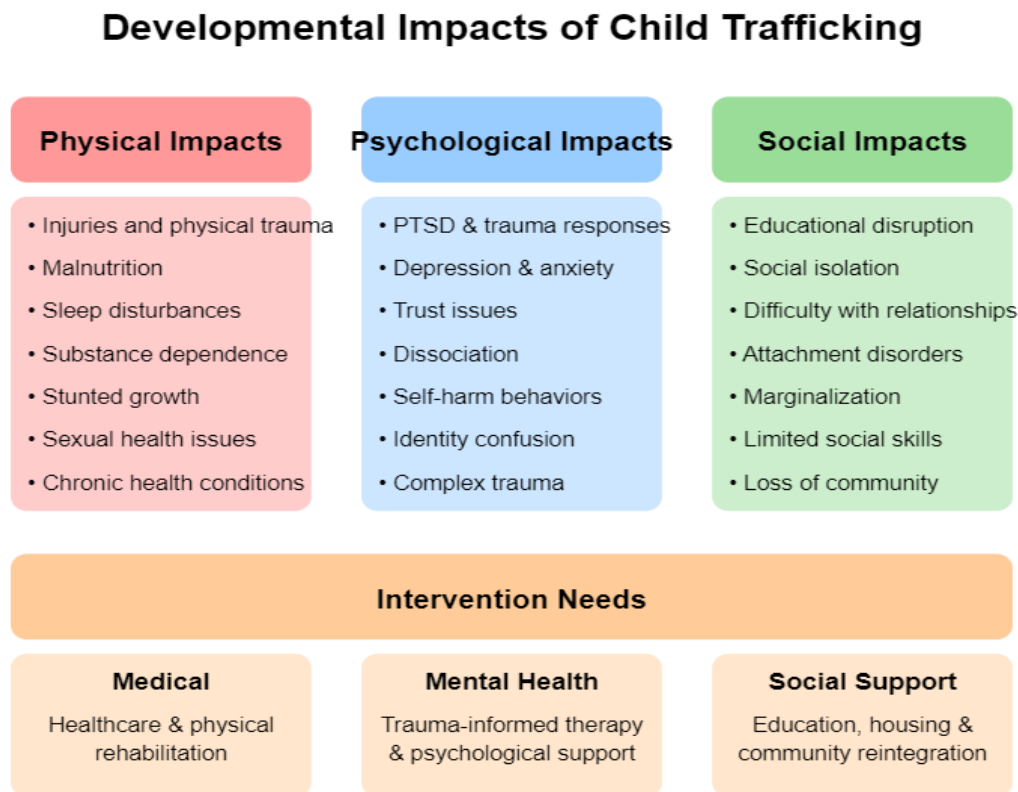 Developmental Impacts of Child Trafficking
Physical Impacts
• Injuries and physical trauma
• Malnutrition
• Sleep disturbances
• Substance dependence
• Stunted growth
• Sexual health issues
• Chronic health conditions
Psychological Impacts
• PTSD & trauma responses
• Depression & anxiety
• Trust issues
• Dissociation
• Self-harm behaviors
• Identity confusion
• Complex trauma
Social Impacts
• Educational disruption
• Social isolation
• Difficulty with relationships
• Attachment disorders
• Marginalization
• Limited social skills
• Loss of community
Intervention Needs
Medical
Healthcare & physical
rehabilitation
Mental Health
Trauma-informed therapy
& psychological support
Social Support
Education, housing &
community reintegration